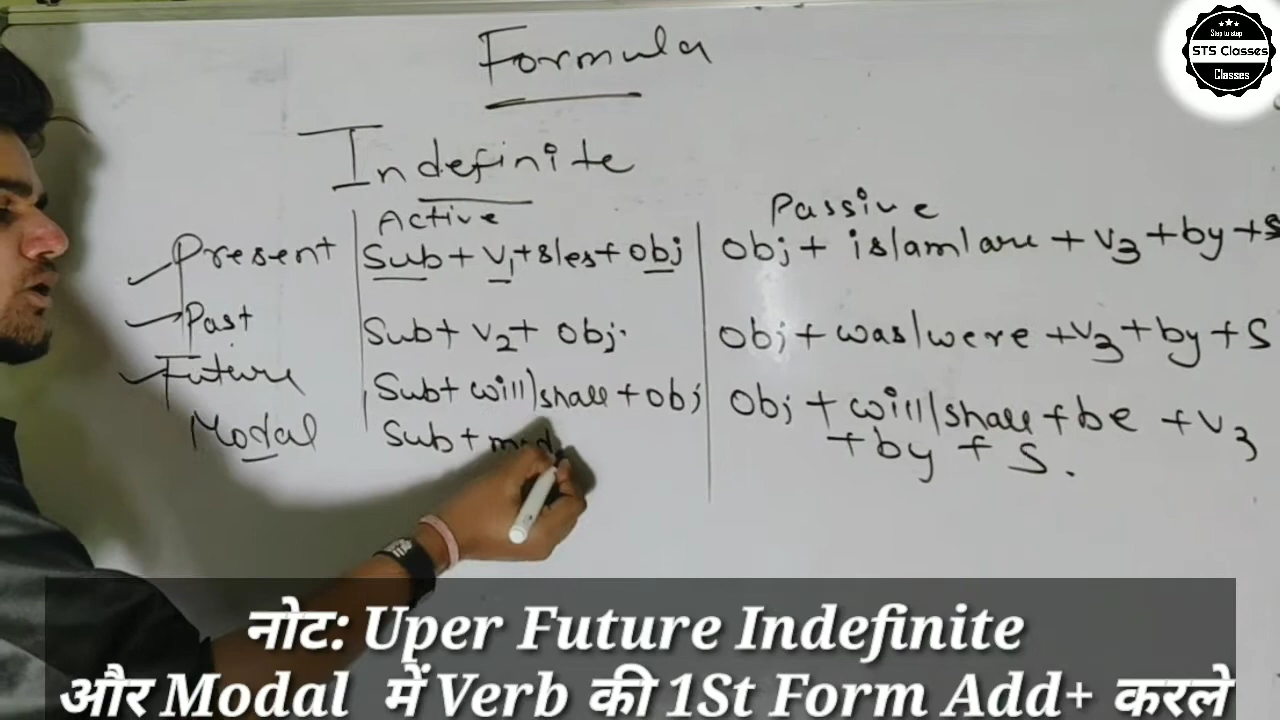 Formula
Step to step
STS Classes
Classes
Indefinite
Active
Passive
Present Sub + V1 + s/es + Obj Obj + is/am/are + V3 + by + S
Past Sub + V2 + Obj. Obj + was/were + V3 + by + S
Future Sub + will/shall + Obj Obj + will/shall + be + V3
+ by + S.
Modal Sub +
नोट: Uper Future Indefinite
और Modal में Verb की 1St Form Add+ करले